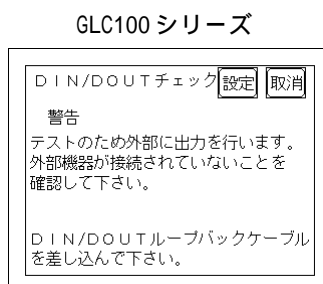 GLC100シリーズ
DIN/DOUTチェック 設定 取消
警告
テストのため外部に出力を行います。
外部機器が接続されていないことを
確認して下さい。
DIN/DOUTループバックケーブル
を差し込んで下さい。